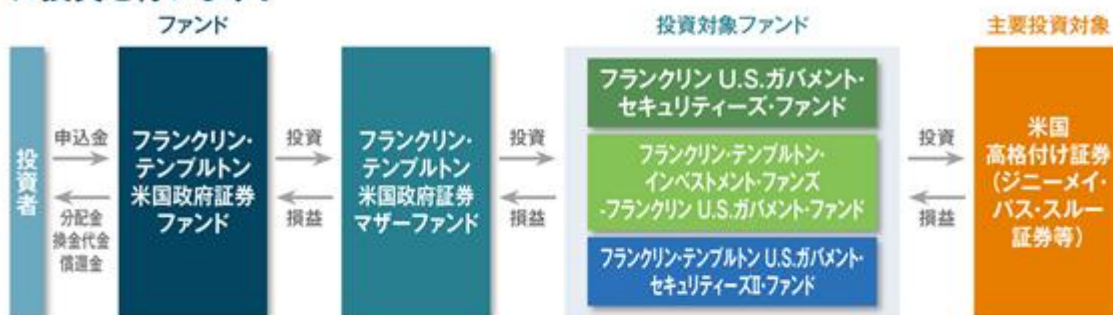 ファンド
投資対象ファンド
主要投資対象
投資者
申込金
分配金
換金代金
償還金
フランクリン・
テンプルトン
米国政府証券
ファンド
投資
損益
フランクリン・
テンプルトン
米国政府証券
マザーファンド
投資
損益
フランクリン U.S.ガバメント・
セキュリティーズ・ファンド
フランクリン・テンプルトン・
インベストメント・ファンズ
-フランクリン U.S.ガバメント・ファンド
フランクリン・テンプルトン U.S.ガバメント・
セキュリティーズⅡ・ファンド
投資
損益
米国
高格付け証券
(ジニーメイ・
パス・スルー
証券等)